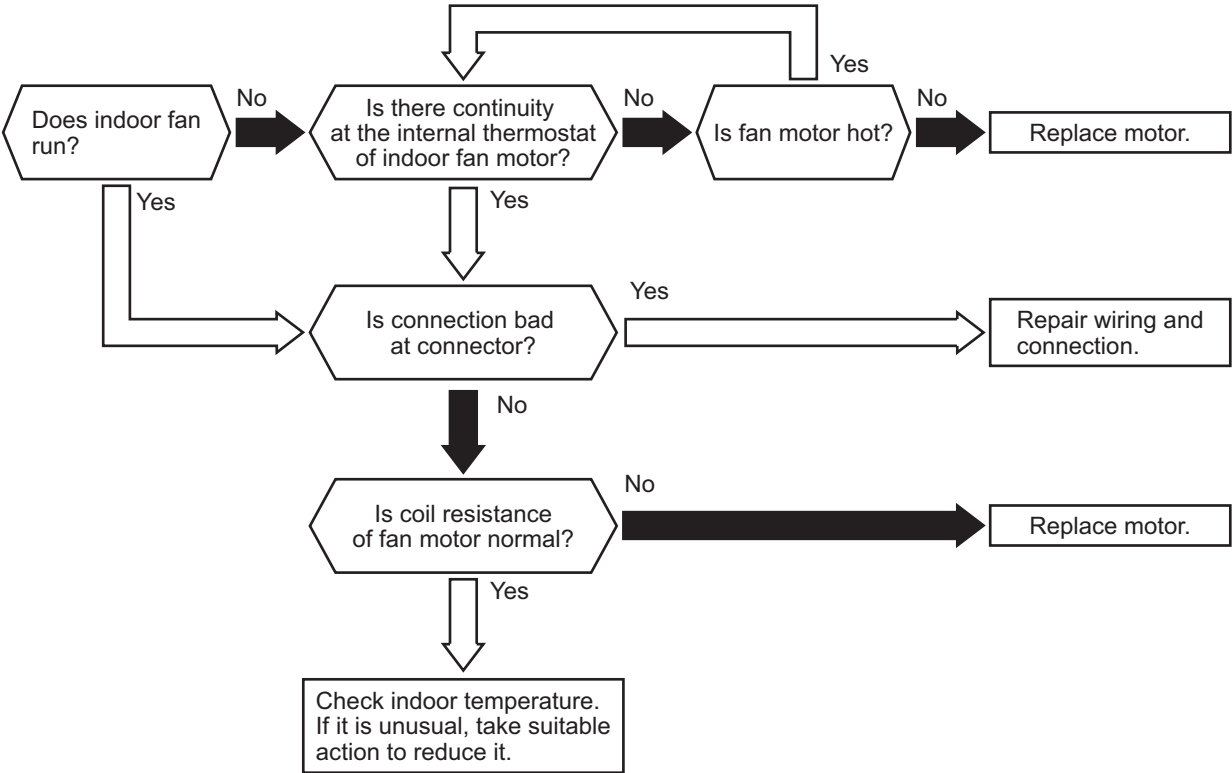 Yes
No
No
No
Does indoor fan
run?
Is there continuity
at the internal thermostat
of indoor fan motor?
Is fan motor hot?
Replace motor.
Yes
Yes
Yes
Is connection bad
at connector?
Repair wiring and
connection.
No
No
Is coil resistance
of fan motor normal?
Replace motor.
Yes
Check indoor temperature.
If it is unusual, take suitable
action to reduce it.